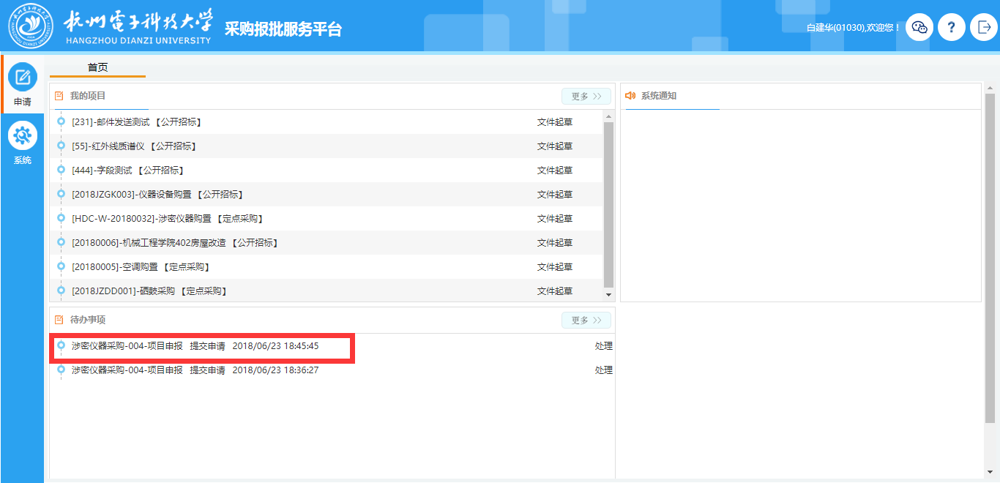 杭州電子科技大学
HANGZHOU DIANZI UNIVERSITY
采购报批服务平台
白建华(01030),欢迎您！
?
申请
系统
首页
我的项目
更多 >>
[231]-邮件发送测试 【公开招标】 文件起草
[55]-红外线质谱仪 【公开招标】 文件起草
[444]-字段测试 【公开招标】 文件起草
[2018JZGK003]-仪器设备购置 【公开招标】 文件起草
[HDC-W-20180032]-涉密仪器购置 【定点采购】 文件起草
[20180006]-机械工程学院402房屋改造 【公开招标】 文件起草
[20180005]-空调购置 【定点采购】 文件起草
[2018JZDD001]-硒鼓采购 【定点采购】 文件起草
系统通知
待办事项
更多 >>
涉密仪器采购-004-项目申报 提交申请 2018/06/23 18:45:45 处理
涉密仪器采购-004-项目申报 提交申请 2018/06/23 18:36:27 处理